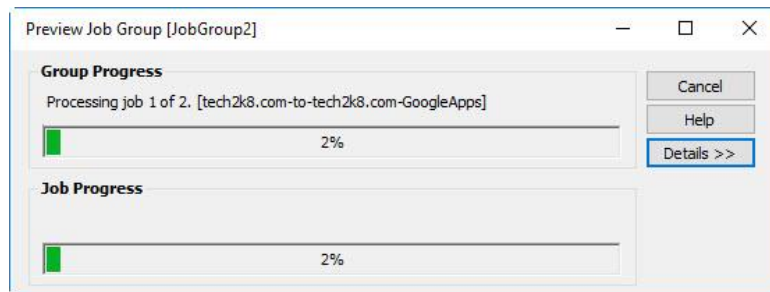 Preview Job Group [JobGroup2]
Group Progress
Processing job 1 of 2. [tech2k8.com-to-tech2k8.com-GoogleApps]
2%
Cancel
Help
Details >>
Job Progress
2%